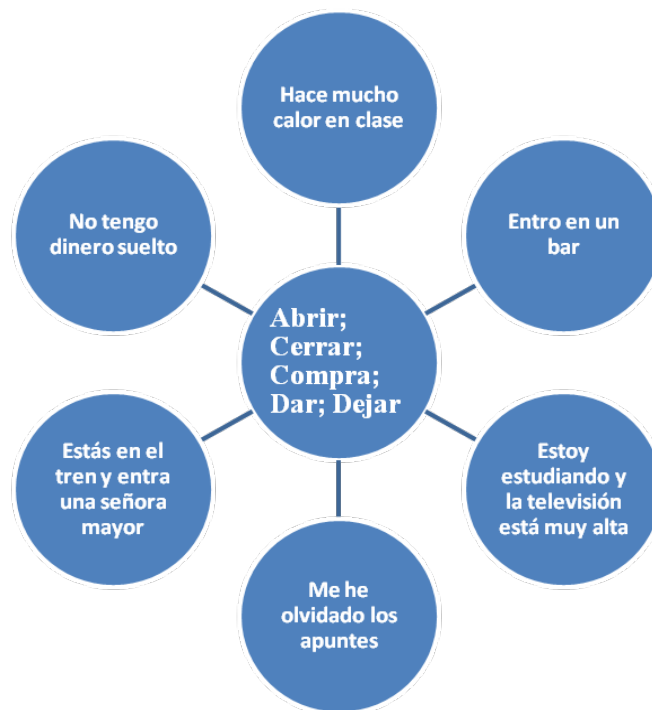 Hace mucho
calor en clase
No tengo
dinero suelto
Entro en un
bar
Abrir;
Cerrar;
Compra;
Dar; Dejar
Estás en el
tren y entra
una señora
mayor
Estoy
estudiando y
la televisión
está muy alta
Me he
olvidado los
apuntes